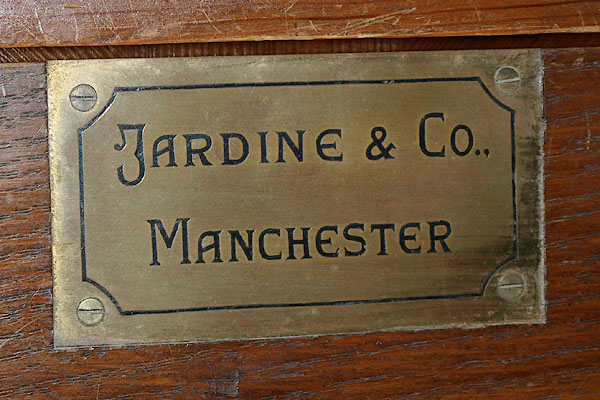 Jardine & Co.,
Manchester